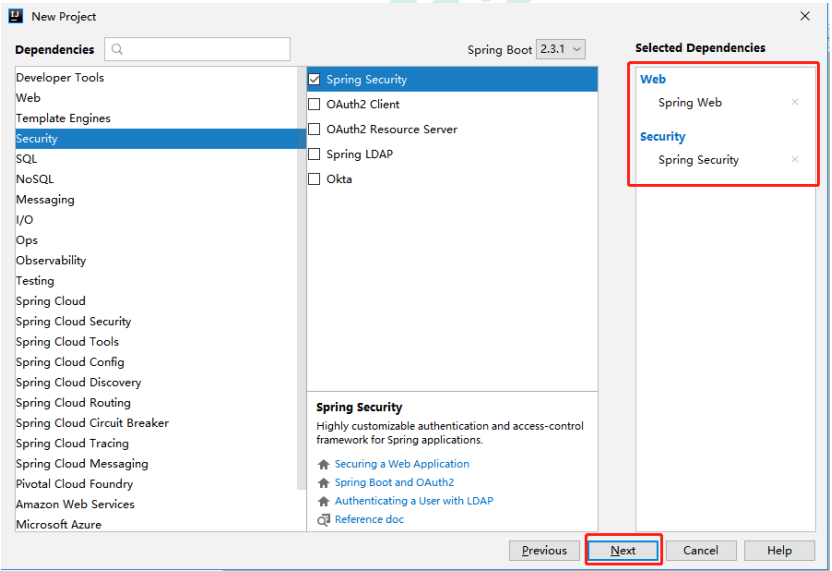 New Project
Dependencies
Spring Boot 2.3.1
Developer Tools
Web
Template Engines
Security
SQL
NoSQL
Messaging
I/O
Ops
Observability
Testing
Spring Cloud
Spring Cloud Security
Spring Cloud Tools
Spring Cloud Config
Spring Cloud Discovery
Spring Cloud Routing
Spring Cloud Circuit Breaker
Spring Cloud Tracing
Spring Cloud Messaging
Pivotal Cloud Foundry
Amazon Web Services
Microsoft Azure
Spring Security
OAuth2 Client
OAuth2 Resource Server
Spring LDAP
Okta
Spring Security
Highly customizable authentication and access-control
framework for Spring applications.
Securing a Web Application
Spring Boot and OAuth2
Authenticating a User with LDAP
Reference doc
Selected Dependencies
Web
Spring Web
Security
Spring Security
Previous
Next
Cancel
Help